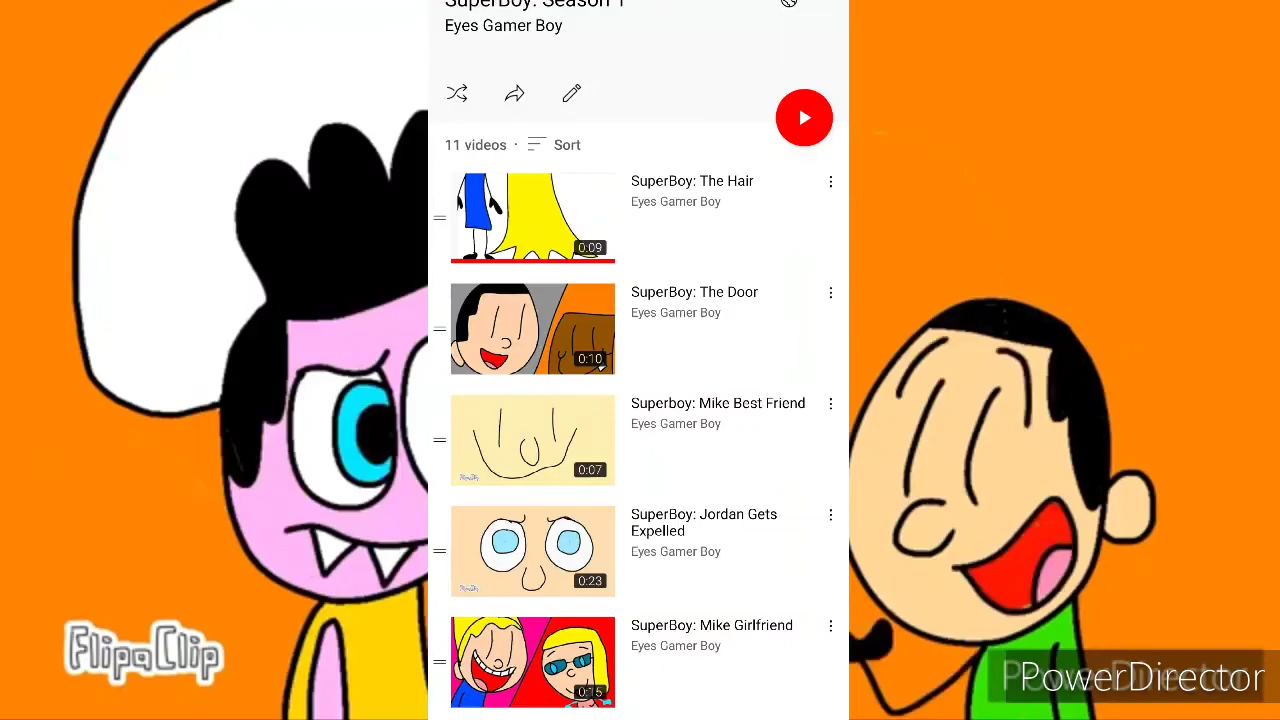 SuperBoy: Season 1
Eyes Gamer Boy
11 videos · Sort
SuperBoy: The Hair
Eyes Gamer Boy
0:09
SuperBoy: The Door
Eyes Gamer Boy
0:10
Superboy: Mike Best Friend
Eyes Gamer Boy
0:07
FlipaClip
SuperBoy: Jordan Gets
Expelled
Eyes Gamer Boy
0:23
FlipaClip
SuperBoy: Mike Girlfriend
Eyes Gamer Boy
0:15
FlipaClip
PowerDirector